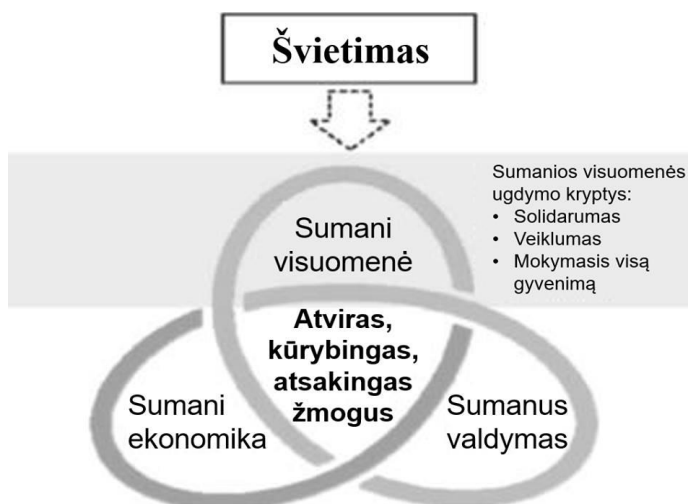 Švietimas
Sumanios visuomenės
ugdymo kryptys:
• Solidarumas
• Veiklumas
• Mokymasis visą
gyvenimą
Sumani
visuomenė
Atviras,
kūrybingas,
atsakingas
žmogus
Sumani
ekonomika
Sumanus
valdymas